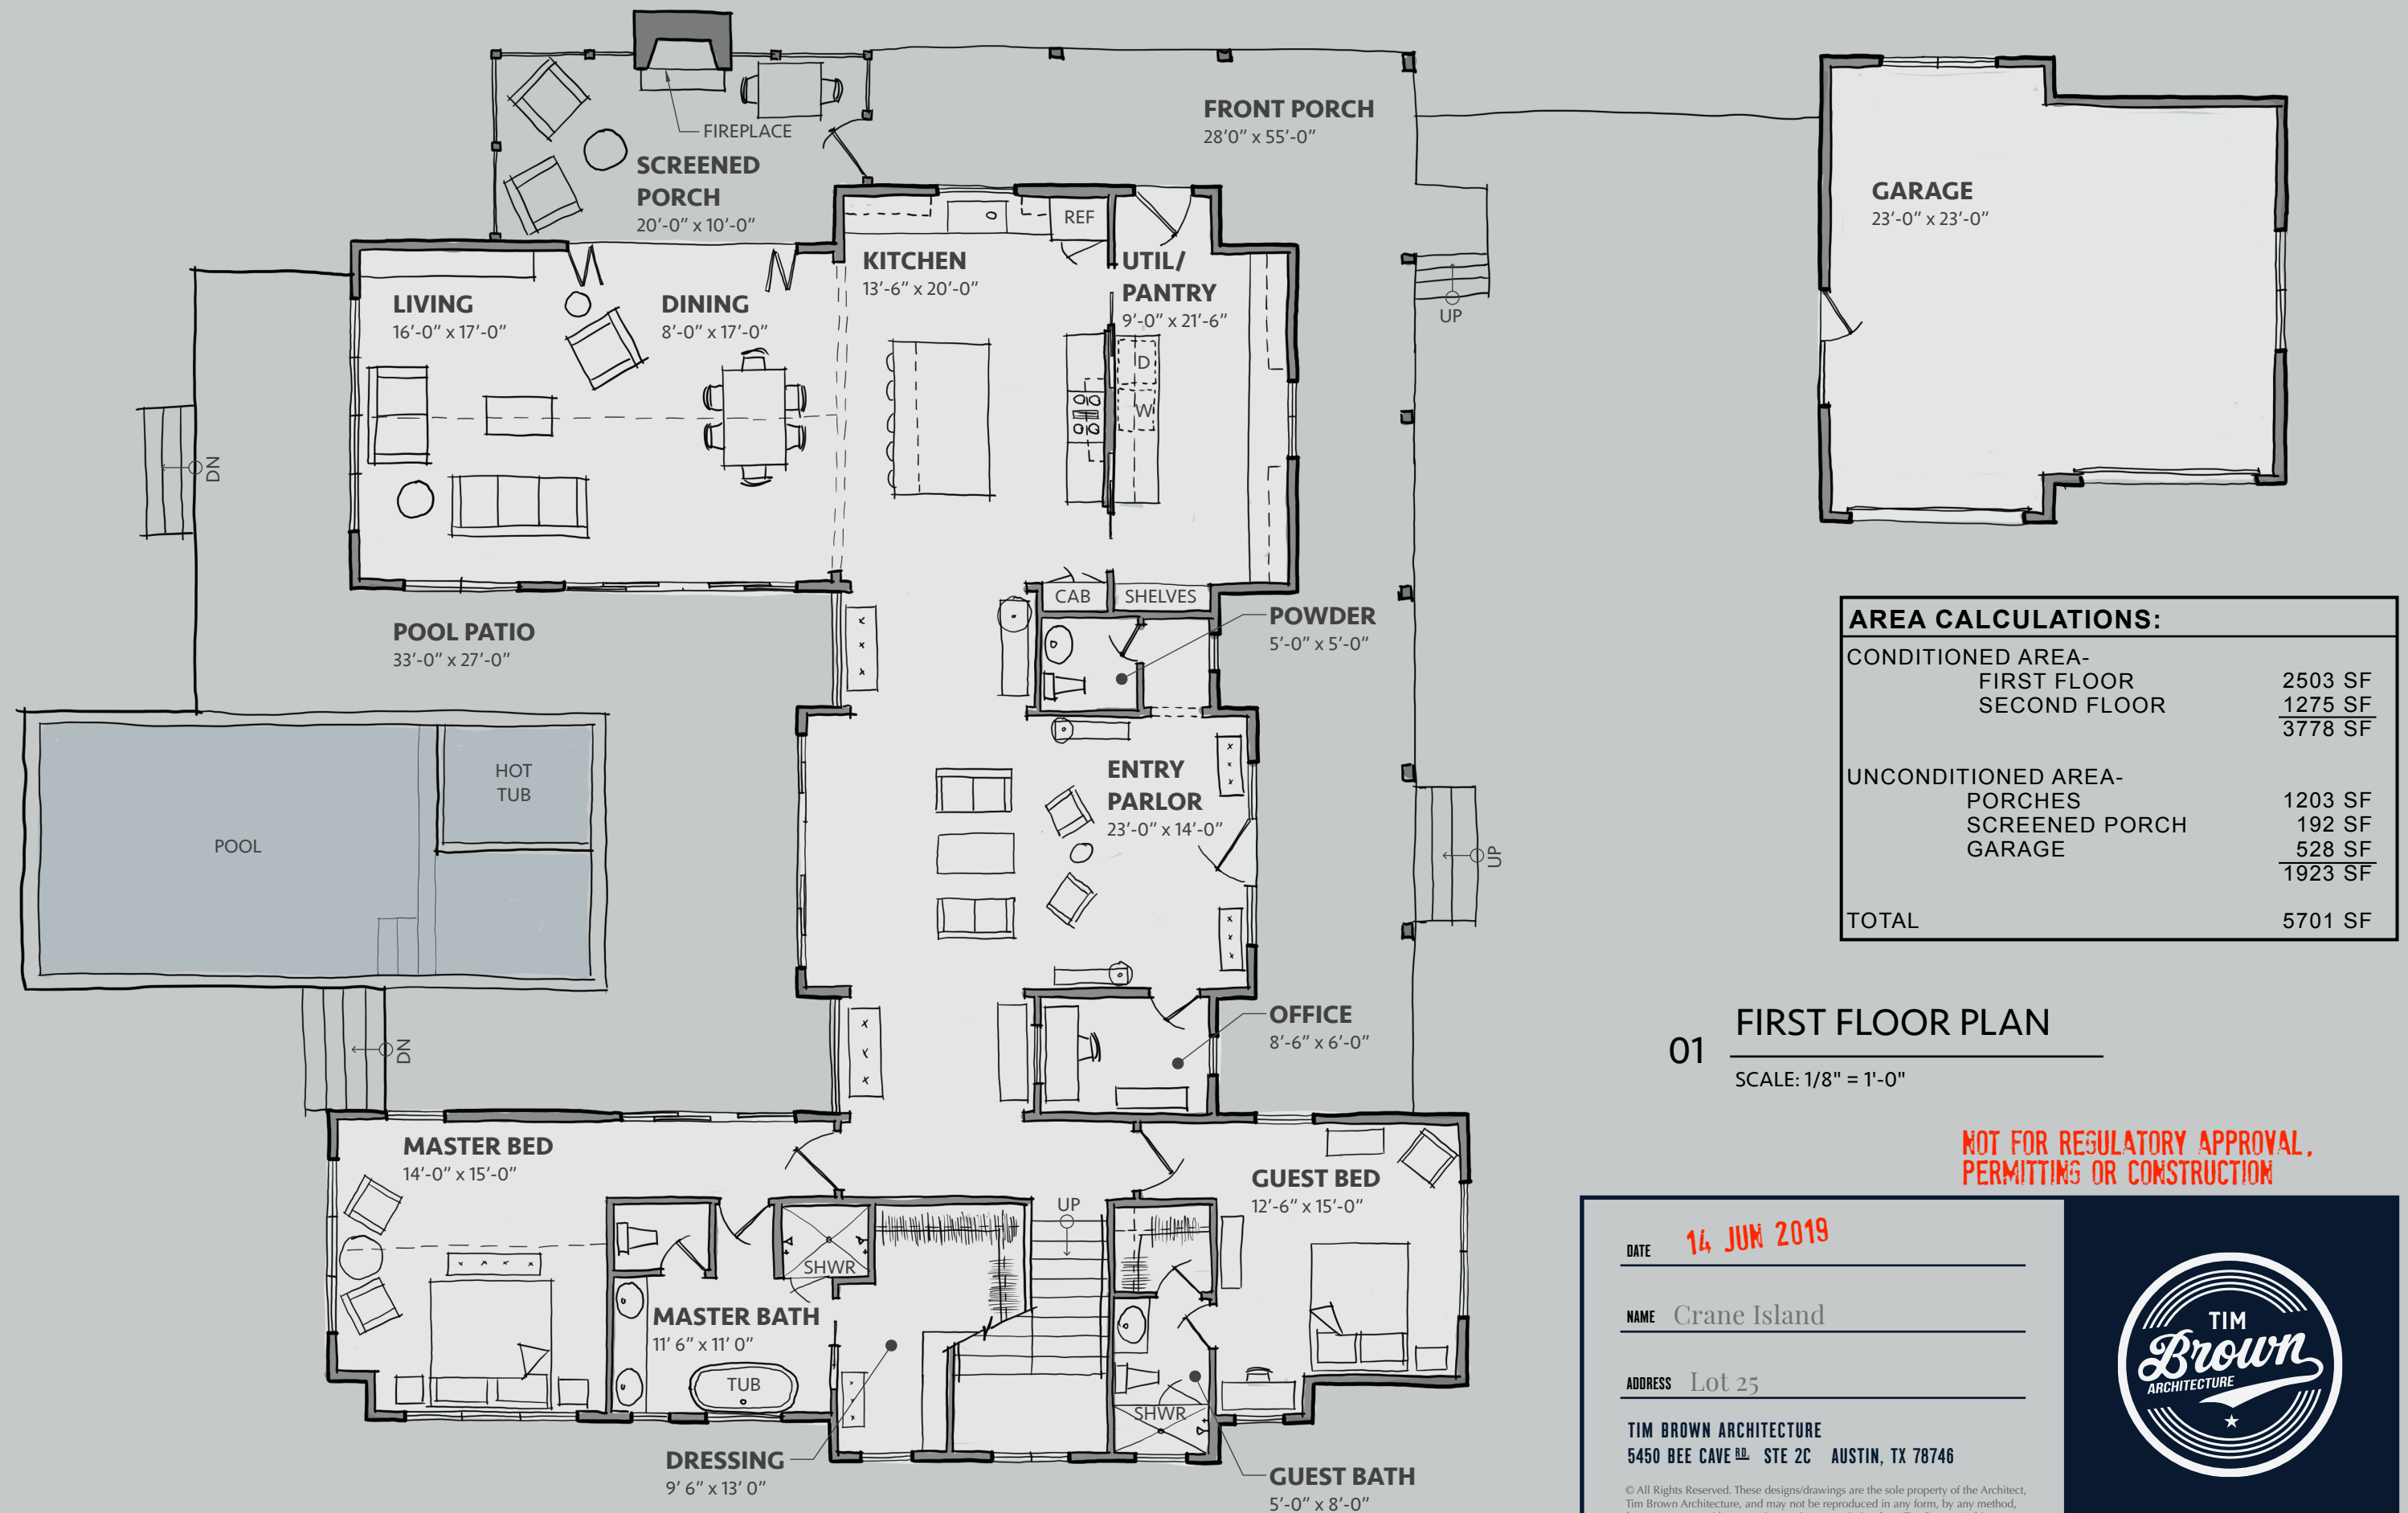 FIREPLACE
SCREENED
PORCH
20'-0" x 10'-0"
FRONT PORCH
28'0" x 55'-0"
GARAGE
23'-0" x 23'-0"
REF
KITCHEN
13'-6" x 20'-0"
UTIL/
PANTRY
9'-0" x 21'-6"
LIVING
16'-0" x 17'-0"
DINING
8'-0" x 17'-0"
UP
D
W
DN
CAB
SHELVES
POWDER
5'-0" x 5'-0"
POOL PATIO
33'-0" x 27'-0"
HOT
TUB
POOL
ENTRY
PARLOR
23'-0" x 14'-0"
UP
DN
OFFICE
8'-6" x 6'-0"
MASTER BED
14'-0" x 15'-0"
GUEST BED
12'-6" x 15'-0"
UP
SHWR
MASTER BATH
11' 6" x 11' 0"
TUB
SHWR
DRESSING
9' 6" x 13' 0"
GUEST BATH
5'-0" x 8'-0"
AREA CALCULATIONS:
CONDITIONED AREA-
FIRST FLOOR 2503 SF
SECOND FLOOR 1275 SF
3778 SF
UNCONDITIONED AREA-
PORCHES 1203 SF
SCREENED PORCH 192 SF
GARAGE 528 SF
1923 SF
TOTAL 5701 SF
01 FIRST FLOOR PLAN
SCALE: 1/8" = 1'-0"
NOT FOR REGULATORY APPROVAL,
PERMITTING OR CONSTRUCTION
DATE 14 JUN 2019
NAME Crane Island
ADDRESS Lot 25
TIM BROWN ARCHITECTURE
5450 BEE CAVE RD. STE 2C AUSTIN, TX 78746
© All Rights Reserved. These designs/drawings are the sole property of the Architect,
Tim Brown Architecture, and may not be reproduced in any form, by any method,
TIM
Brown
ARCHITECTURE